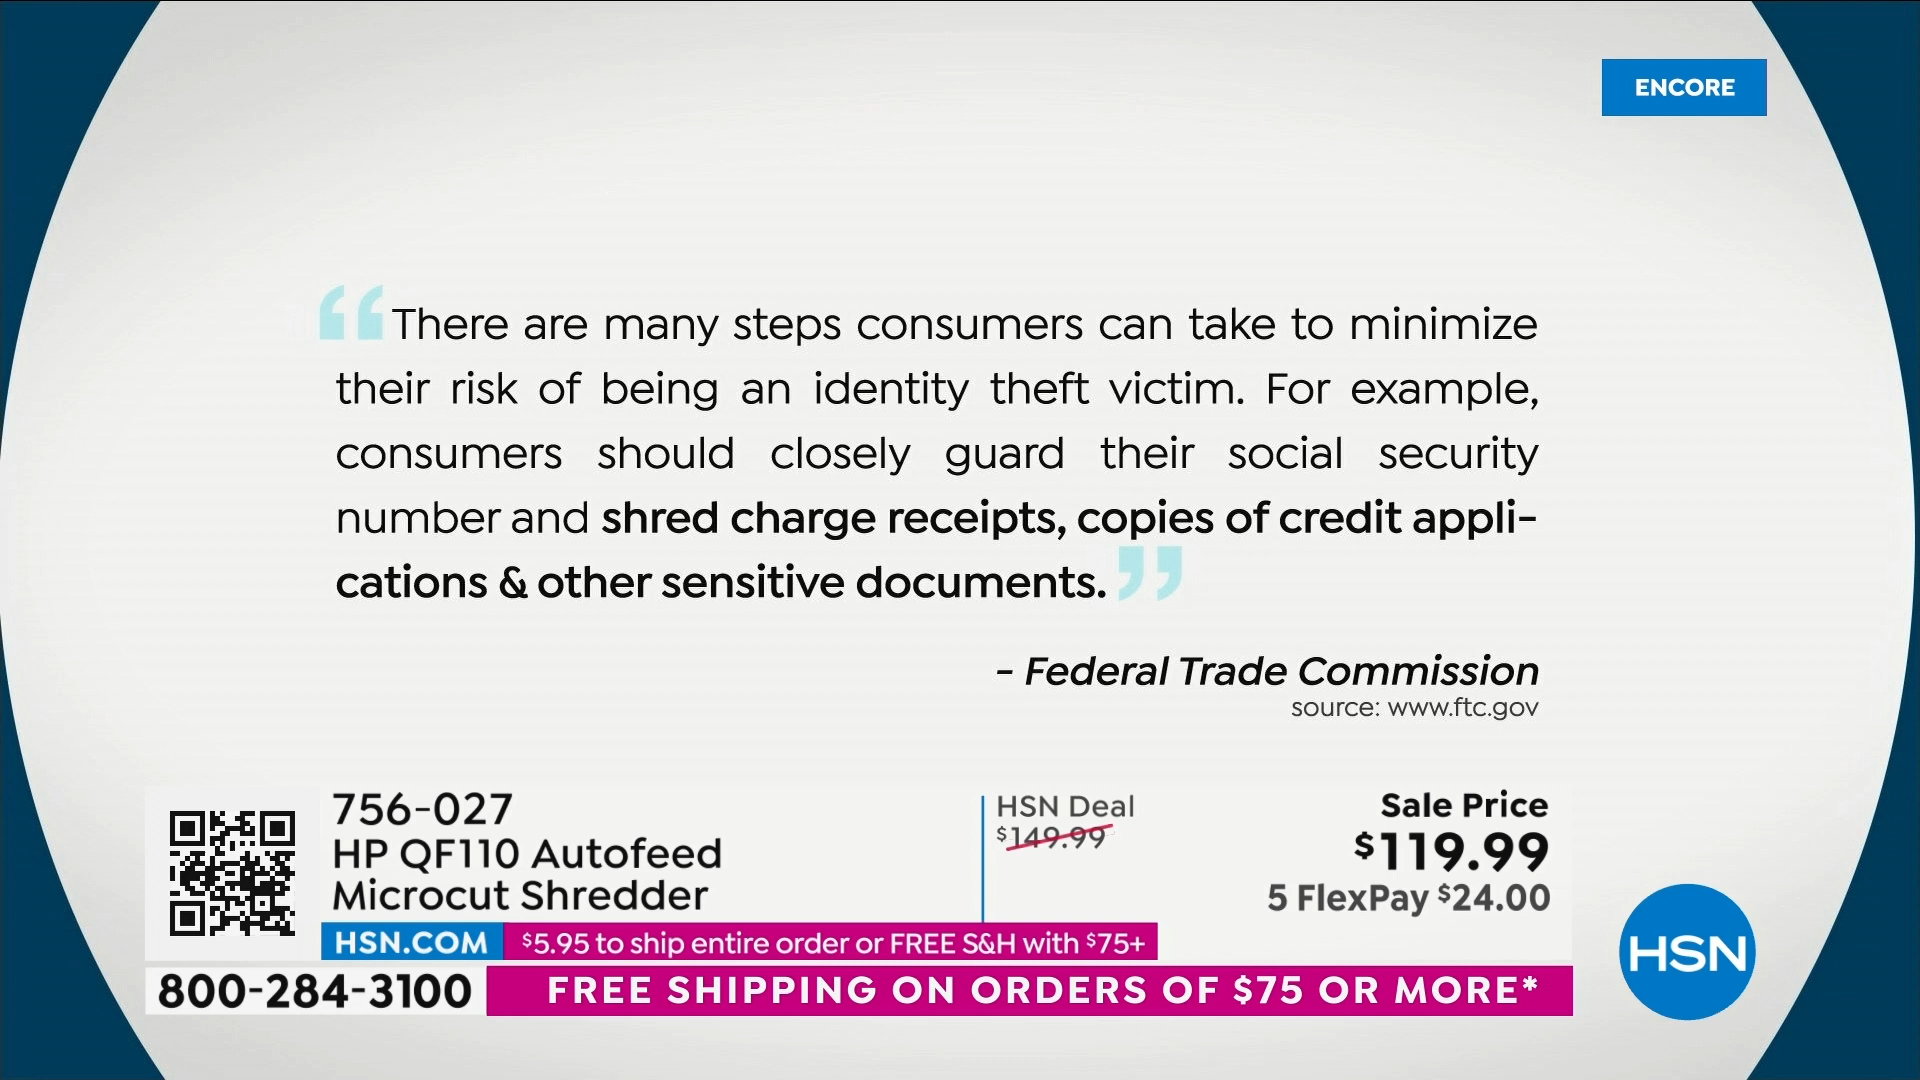 ENCORE
“There are many steps consumers can take to minimize
their risk of being an identity theft victim. For example,
consumers should closely guard their social security
number and shred charge receipts, copies of credit appli-
cations & other sensitive documents.”
- Federal Trade Commission
source: www.ftc.gov
756-027
HP QF110 Autofeed
Microcut Shredder
HSN Deal
$149.99
Sale Price
$119.99
5 FlexPay $24.00
HSN.COM $5.95 to ship entire order or FREE S&H with $75+
800-284-3100 FREE SHIPPING ON ORDERS OF $75 OR MORE*
HSN